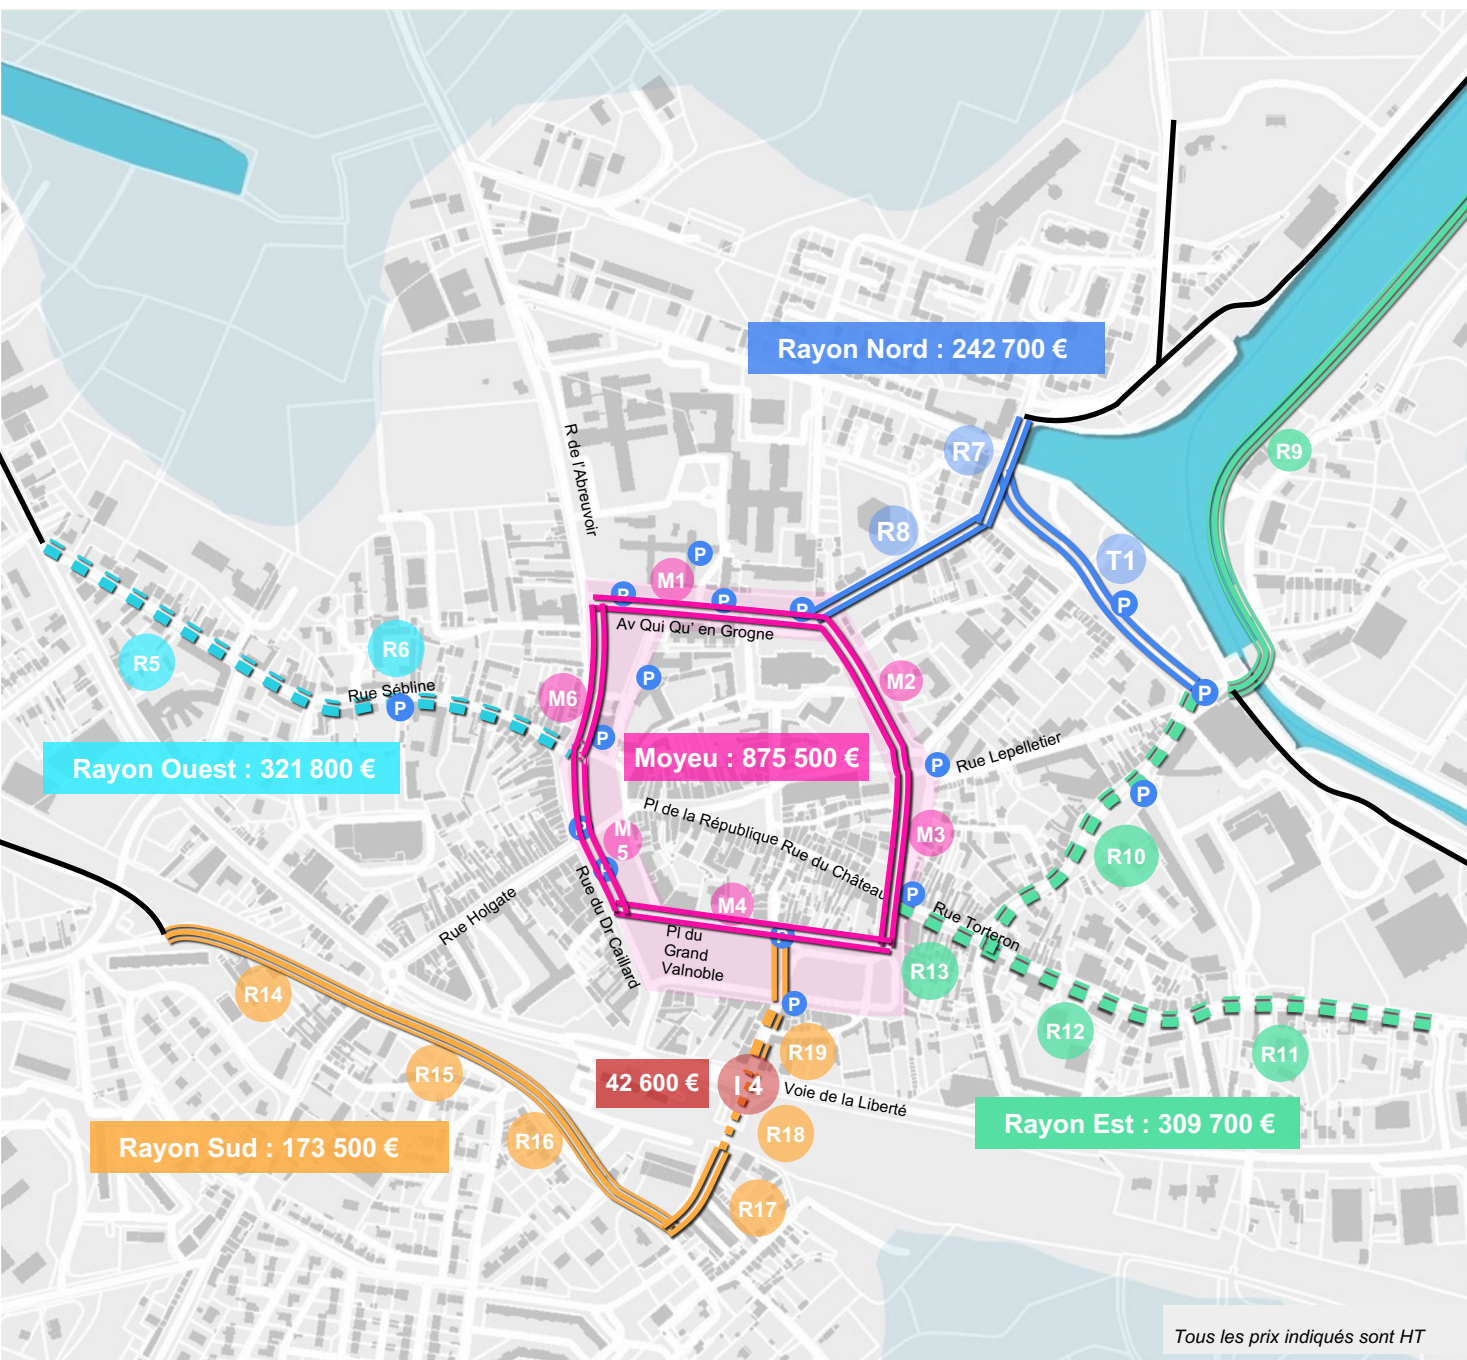 Rayon Nord : 242 700 €
R7
R9
R de l'Abreuvoir
R8
P
M1
T1
P
P
P
P
P
Av Qui Qu' en Grogne
R5
R6
Rue Sébline
P
P
M6
M2
P
P
Rayon Ouest : 321 800 €
Moyeu : 875 500 €
P
Rue Lepelletier
P
Pl de la République Rue du Château
M3
P
M
5
R10
P
Rue du Dr Caillard
Rue Holgate
M4
P
Rue Torteron
Pl du
Grand
Valnoble
P
R13
R14
P
R12
R11
R19
R15
42 600 €
I 4
Voie de la Liberté
Rayon Est : 309 700 €
Rayon Sud : 173 500 €
R16
R18
R17
Tous les prix indiqués sont HT